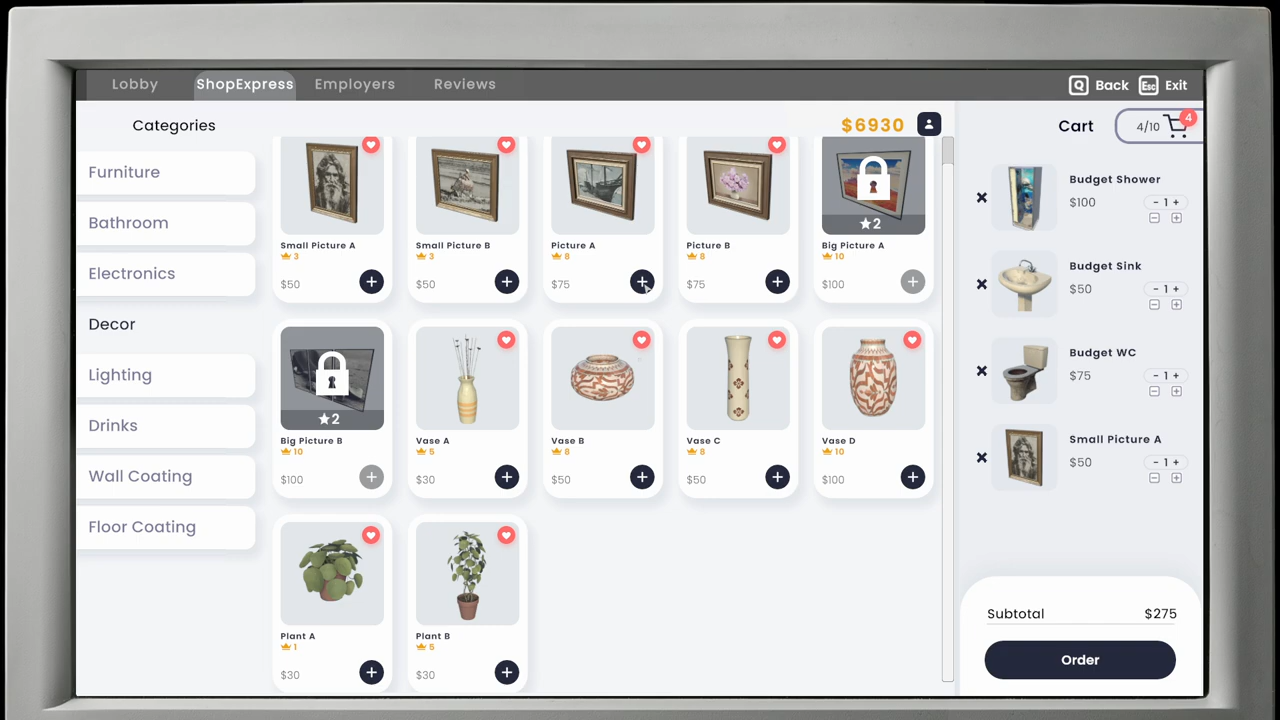 Lobby
ShopExpress
Employers
Reviews
Q Back
Esc Exit
Categories
$6930
Furniture
Bathroom
Electronics
Decor
Lighting
Drinks
Wall Coating
Floor Coating
Small Picture A
3
$50
Small Picture B
3
$50
Picture A
8
$75
Picture B
8
$75
2
Big Picture A
10
$100
2
Big Picture B
10
$100
Vase A
5
$30
Vase B
8
$50
Vase C
8
$50
Vase D
10
$100
Plant A
1
$30
Plant B
5
$30
Cart
4/10
4
Budget Shower
$100
- 1 +
Budget Sink
$50
- 1 +
Budget WC
$75
- 1 +
Small Picture A
$50
- 1 +
Subtotal $275
Order